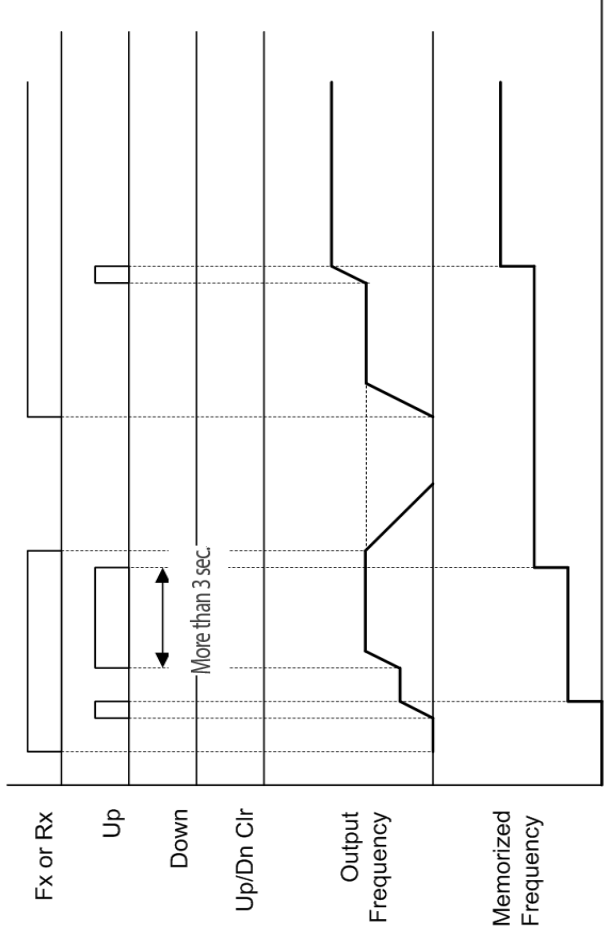 Fx or Rx
Up
Down
Up/Dn Clr
Output
Frequency
Memorized
Frequency
More than 3 sec.